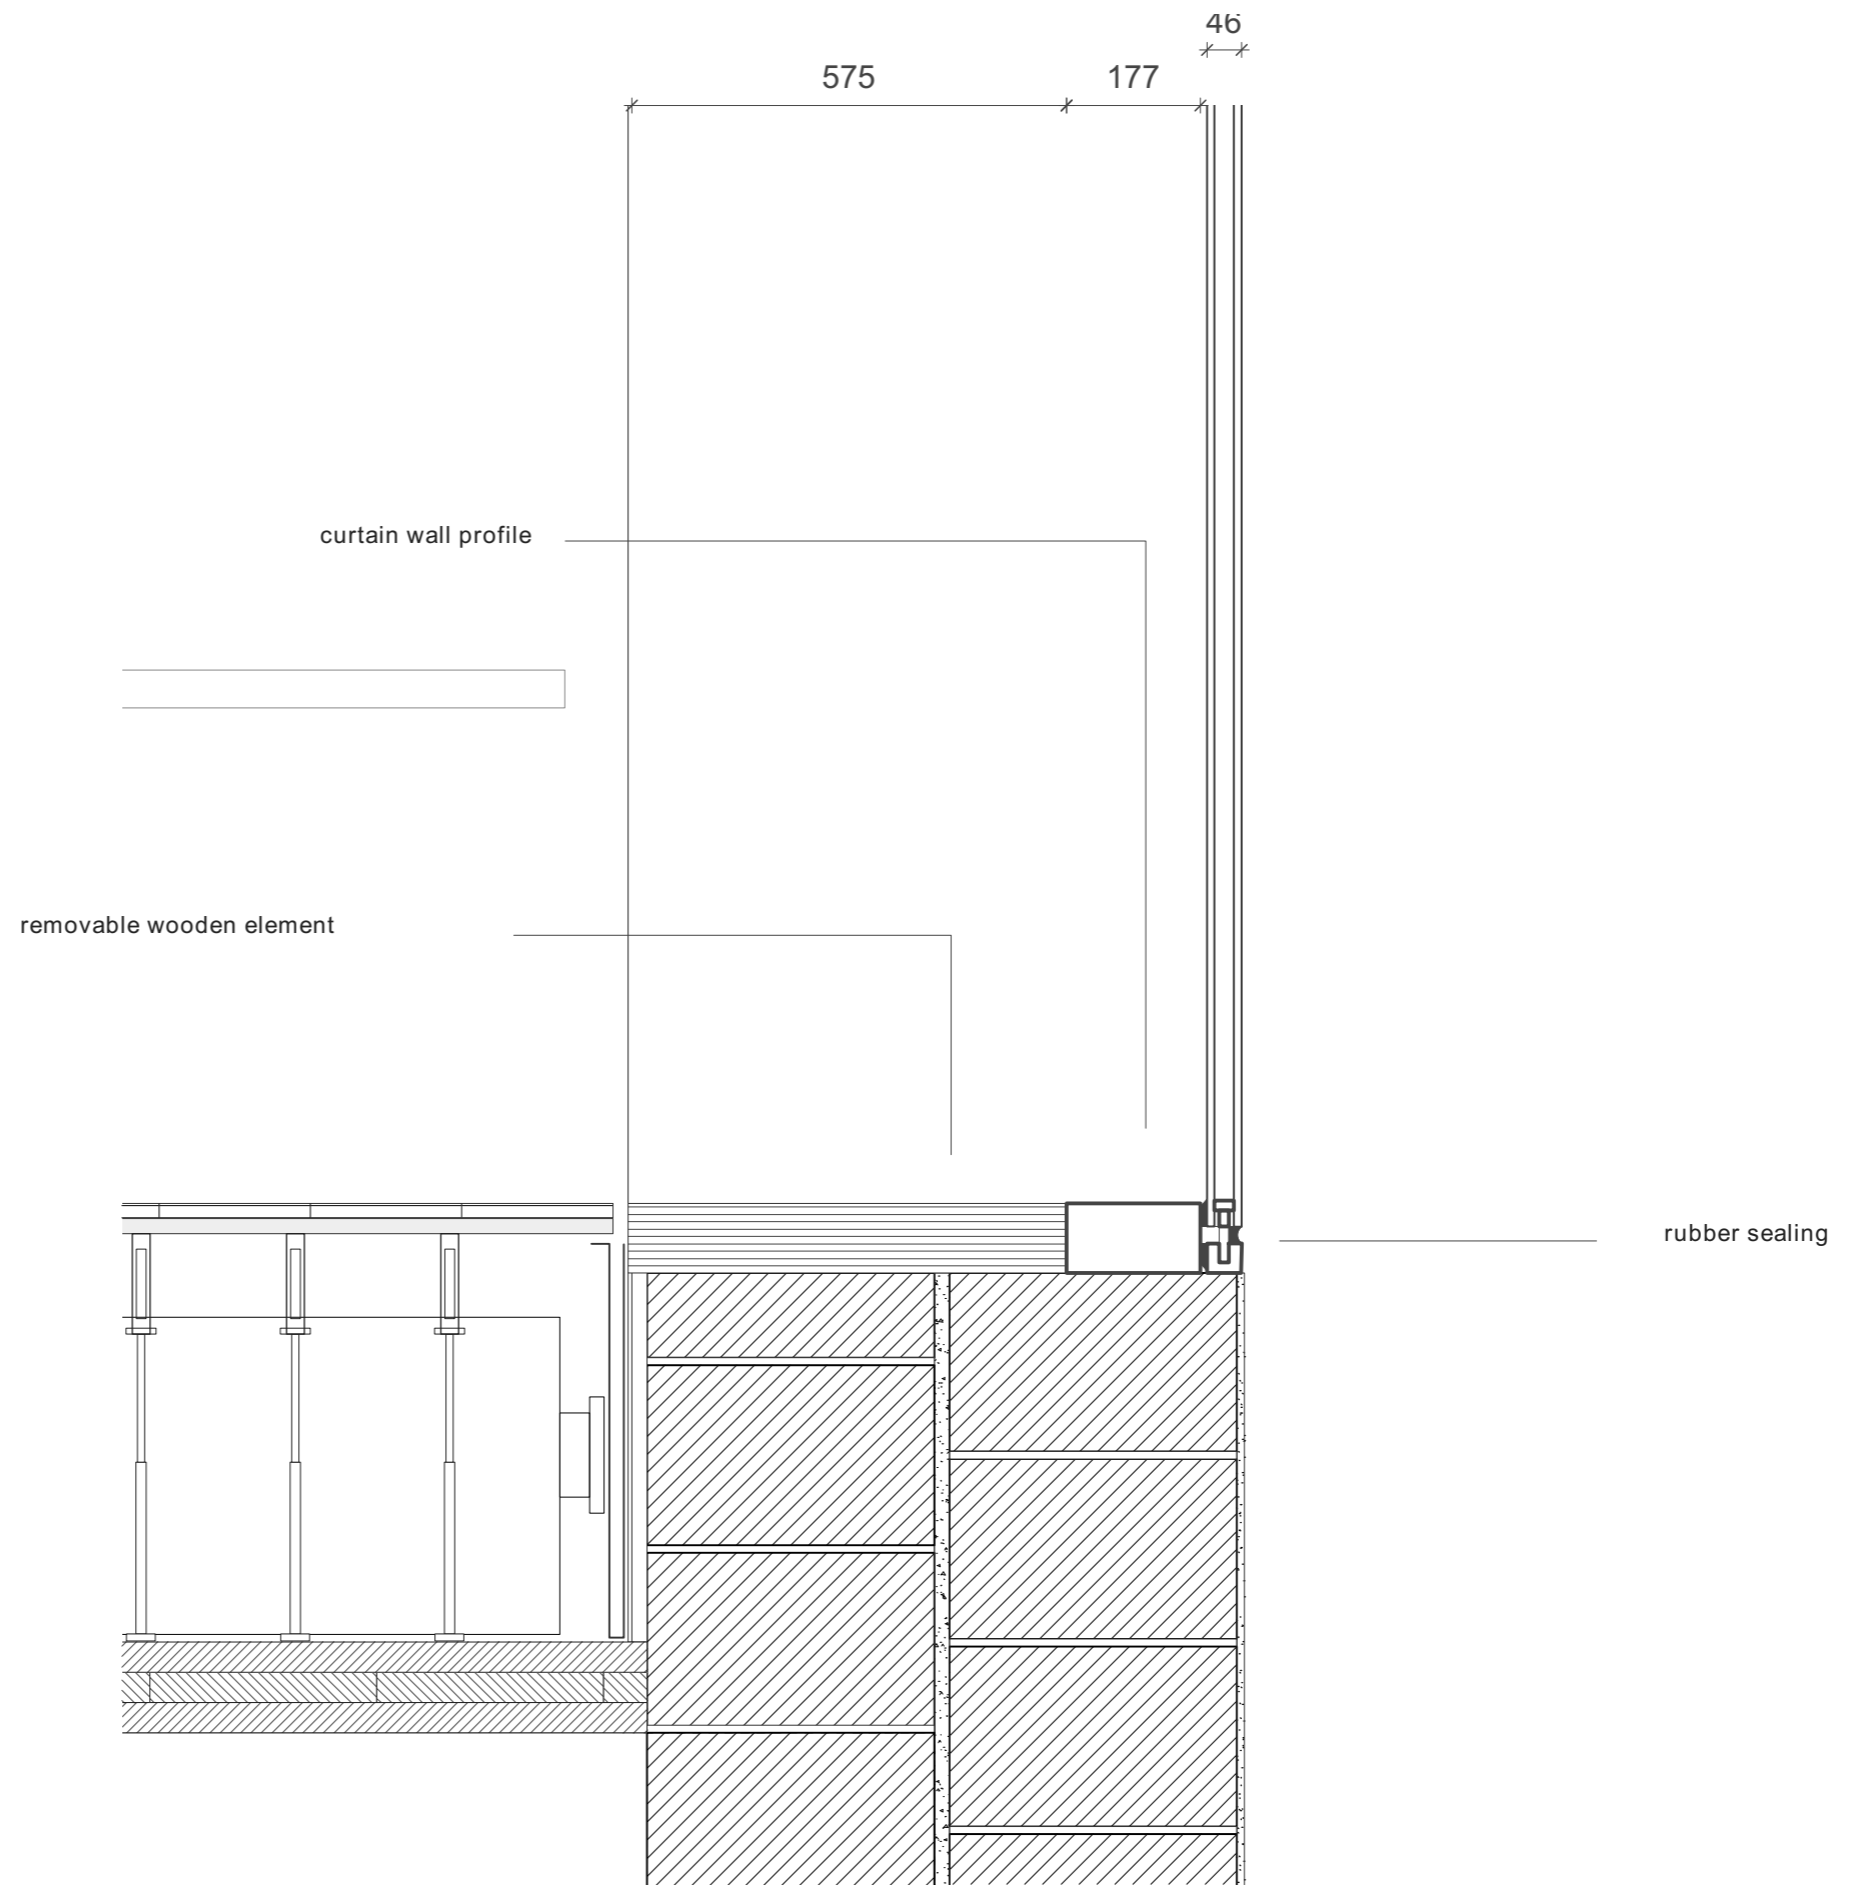 46
575
177
curtain wall profile
removable wooden element
rubber sealing